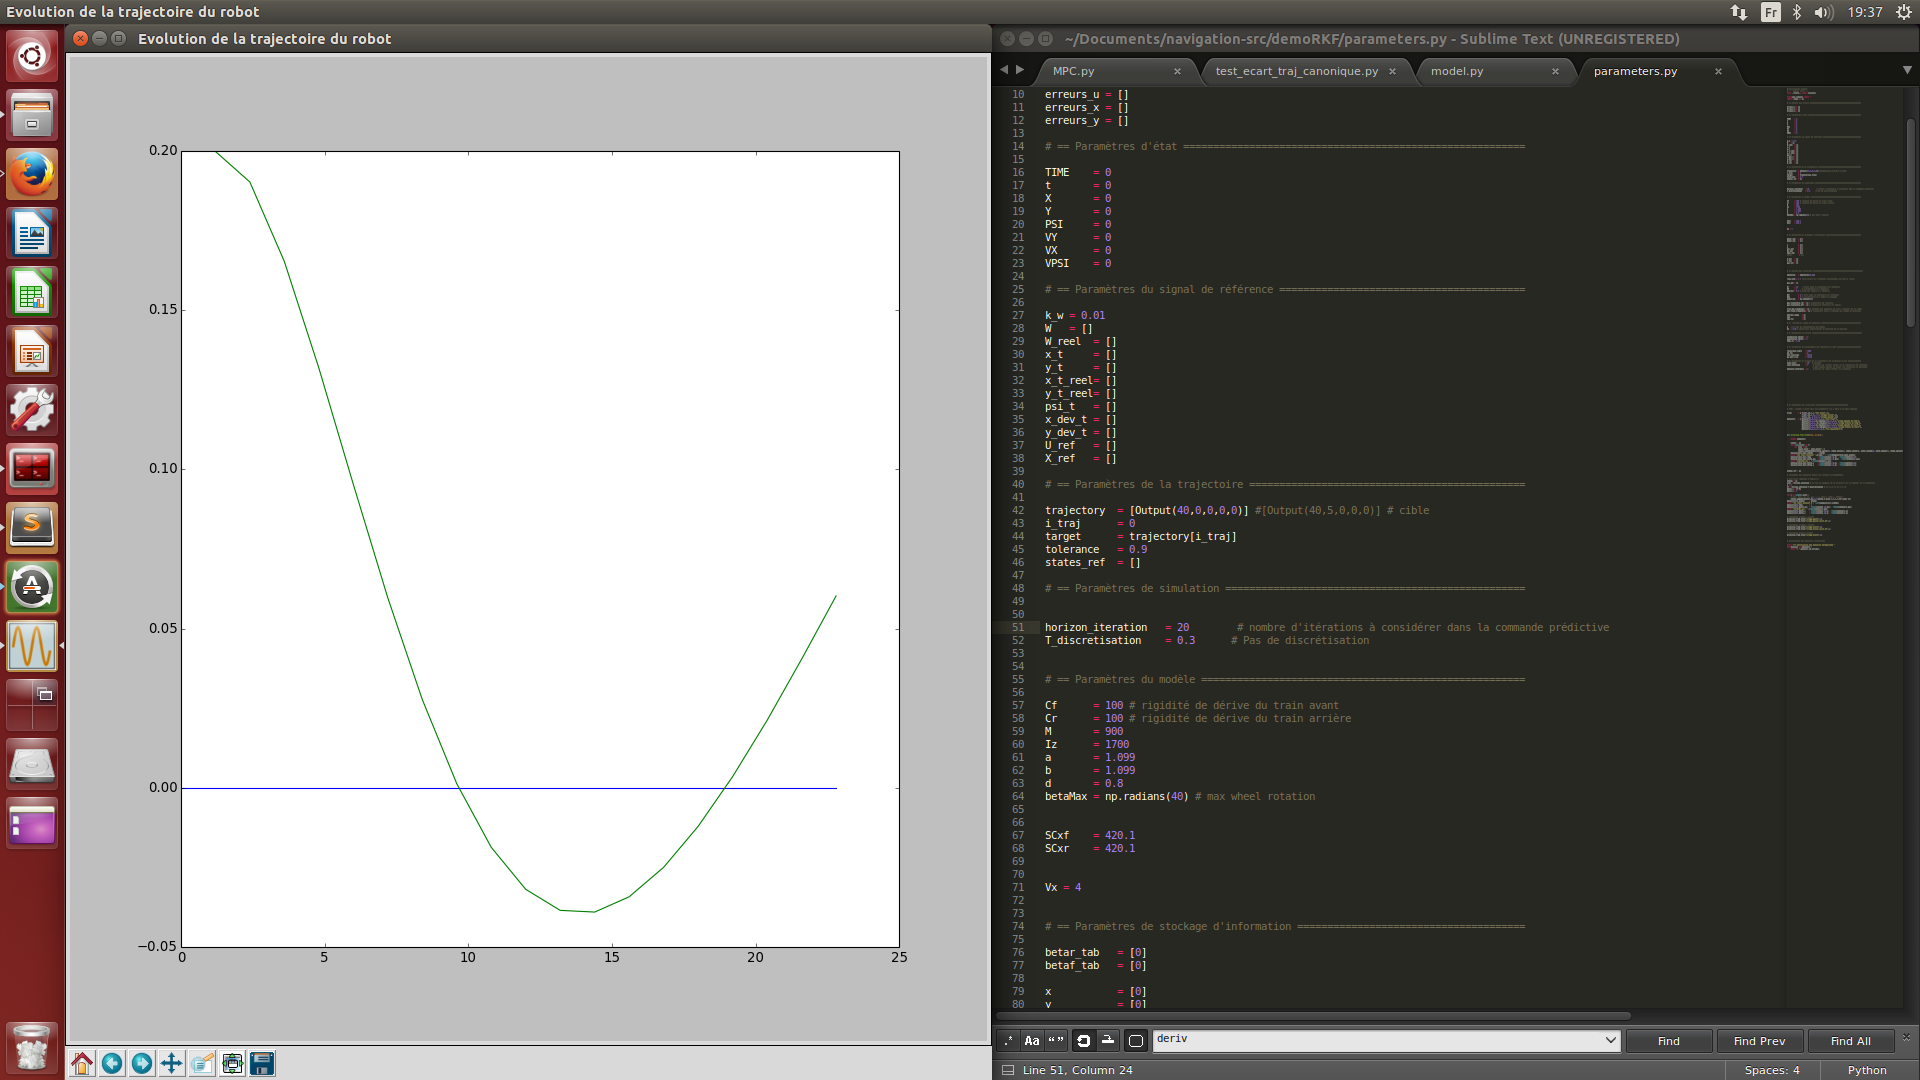 Evolution de la trajectoire du robot
Fr
19:37
Evolution de la trajectoire du robot
0.20
0.15
0.10
0.05
0.00
−0.05
0
5
10
15
20
25
~/Documents/navigation-src/demoRKF/parameters.py - Sublime Text (UNREGISTERED)
MPC.py
test_ecart_traj_canonique.py
model.py
parameters.py
10 erreurs_u = []
11 erreurs_x = []
12 erreurs_y = []
13
14 # == Paramètres d'état =========================================================
15
16 TIME    = 0
17 t       = 0
18 X       = 0
19 Y       = 0
20 PSI     = 0
21 VY      = 0
22 VX      = 0
23 VPSI    = 0
24
25 # == Paramètres du signal de référence =========================================
26
27 k_w = 0.01
28 W   = []
29 W_reel  = []
30 x_t     = []
31 y_t     = []
32 x_t_reel= []
33 y_t_reel= []
34 psi_t   = []
35 x_dev_t = []
36 y_dev_t = []
37 U_ref   = []
38 X_ref   = []
39
40 # == Paramètres de la trajectoire ==============================================
41
42 trajectory  = [Output(40,0,0,0,0)] #[Output(40,5,0,0,0)] # cible
43 i_traj      = 0
44 target      = trajectory[i_traj]
45 tolerance   = 0.9
46 states_ref  = []
47
48 # == Paramètres de simulation ==================================================
49
50
51 horizon_iteration   = 20        # nombre d'itérations à considérer dans la commande prédictive
52 T_discretisation    = 0.3      # Pas de discrétisation
53
54
55 # == Paramètres du modèle ======================================================
56
57 Cf      = 100 # rigidité de dérive du train avant
58 Cr      = 100 # rigidité de dérive du train arrière
59 M       = 900
60 Iz      = 1700
61 a       = 1.099
62 b       = 1.099
63 d       = 0.8
64 betaMax = np.radians(40) # max wheel rotation
65
66
67 SCxf    = 420.1
68 SCxr    = 420.1
69
70
71 Vx = 4
72
73
74 # == Paramètres de stockage d'information ======================================
75
76 betar_tab   = [0]
77 betaf_tab   = [0]
78
79 x           = [0]
80 y           = [0]
.*
Aa
“ ”
deriv
Find
Find Prev
Find All
Line 51, Column 24
Spaces: 4
Python